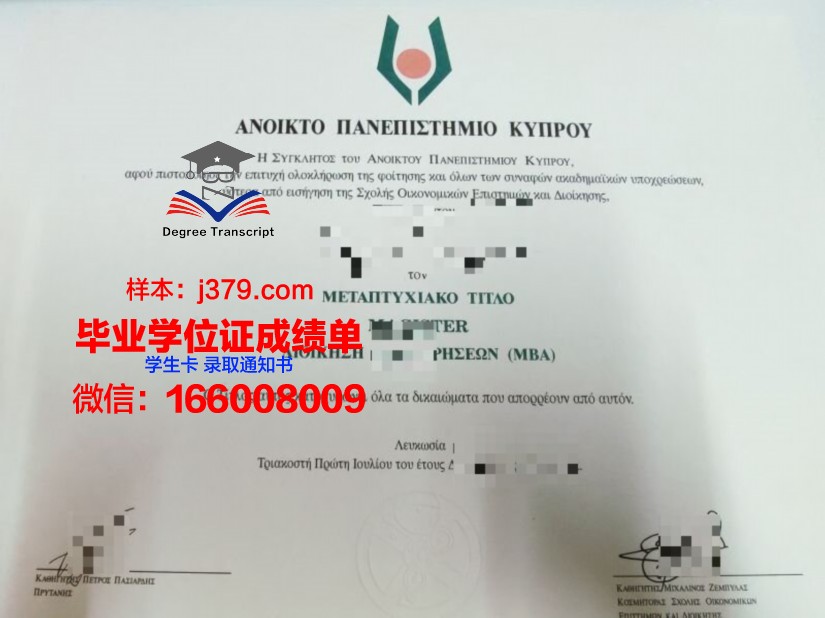 ΑΝΟΙΚΤΟ ΠΑΝΕΠΙΣΤΗΜΙΟ ΚΥΠΡΟΥ
Η ΣΥΓΚΛΗΤΟΣ του ΑΝΟΙΚΤΟΥ ΠΑΝΕΠΙΣΤΗΜΙΟΥ ΚΥΠΡΟΥ,
αφού επιτυχή ολοκλήρωση της φοίτησης και όλων των συναφών ακαδημαϊκών υποχρεώσεων,
από εισήγηση της Σχολής Οικονομικών Επιστημών και Διοίκησης,
Degree Transcript
τον
样本：j379.com
ΜΕΤΑΠΤΥΧΙΑΚΟ ΤΙΤΛΟ
毕业学位证成绩单
(MBA)
学生卡 录取通知书
微信：166008009
όλα τα δικαιώματα που απορρέουν από αυτόν.
Λευκωσία
Τριακοστή Πρώτη Ιουλίου του έτους
ΚΑΘΗΓΗΤΗΣ ΠΕΤΡΟΣ ΠΑΣΙΑΡΔΗΣ
ΠΡΥΤΑΝΗΣ
ΚΑΘΗΓΗΤΗΣ ΜΙΧΑΛΙΝΟΣ ΖΕΜΠΥΛΑΣ
ΚΟΣΜΗΤΟΡΑΣ ΣΧΟΛΗΣ ΟΙΚΟΝΟΜΙΚΩΝ
ΕΠΙΣΤΗΜΩΝ ΚΑΙ ΔΙΟΙΚΗΣΗΣ